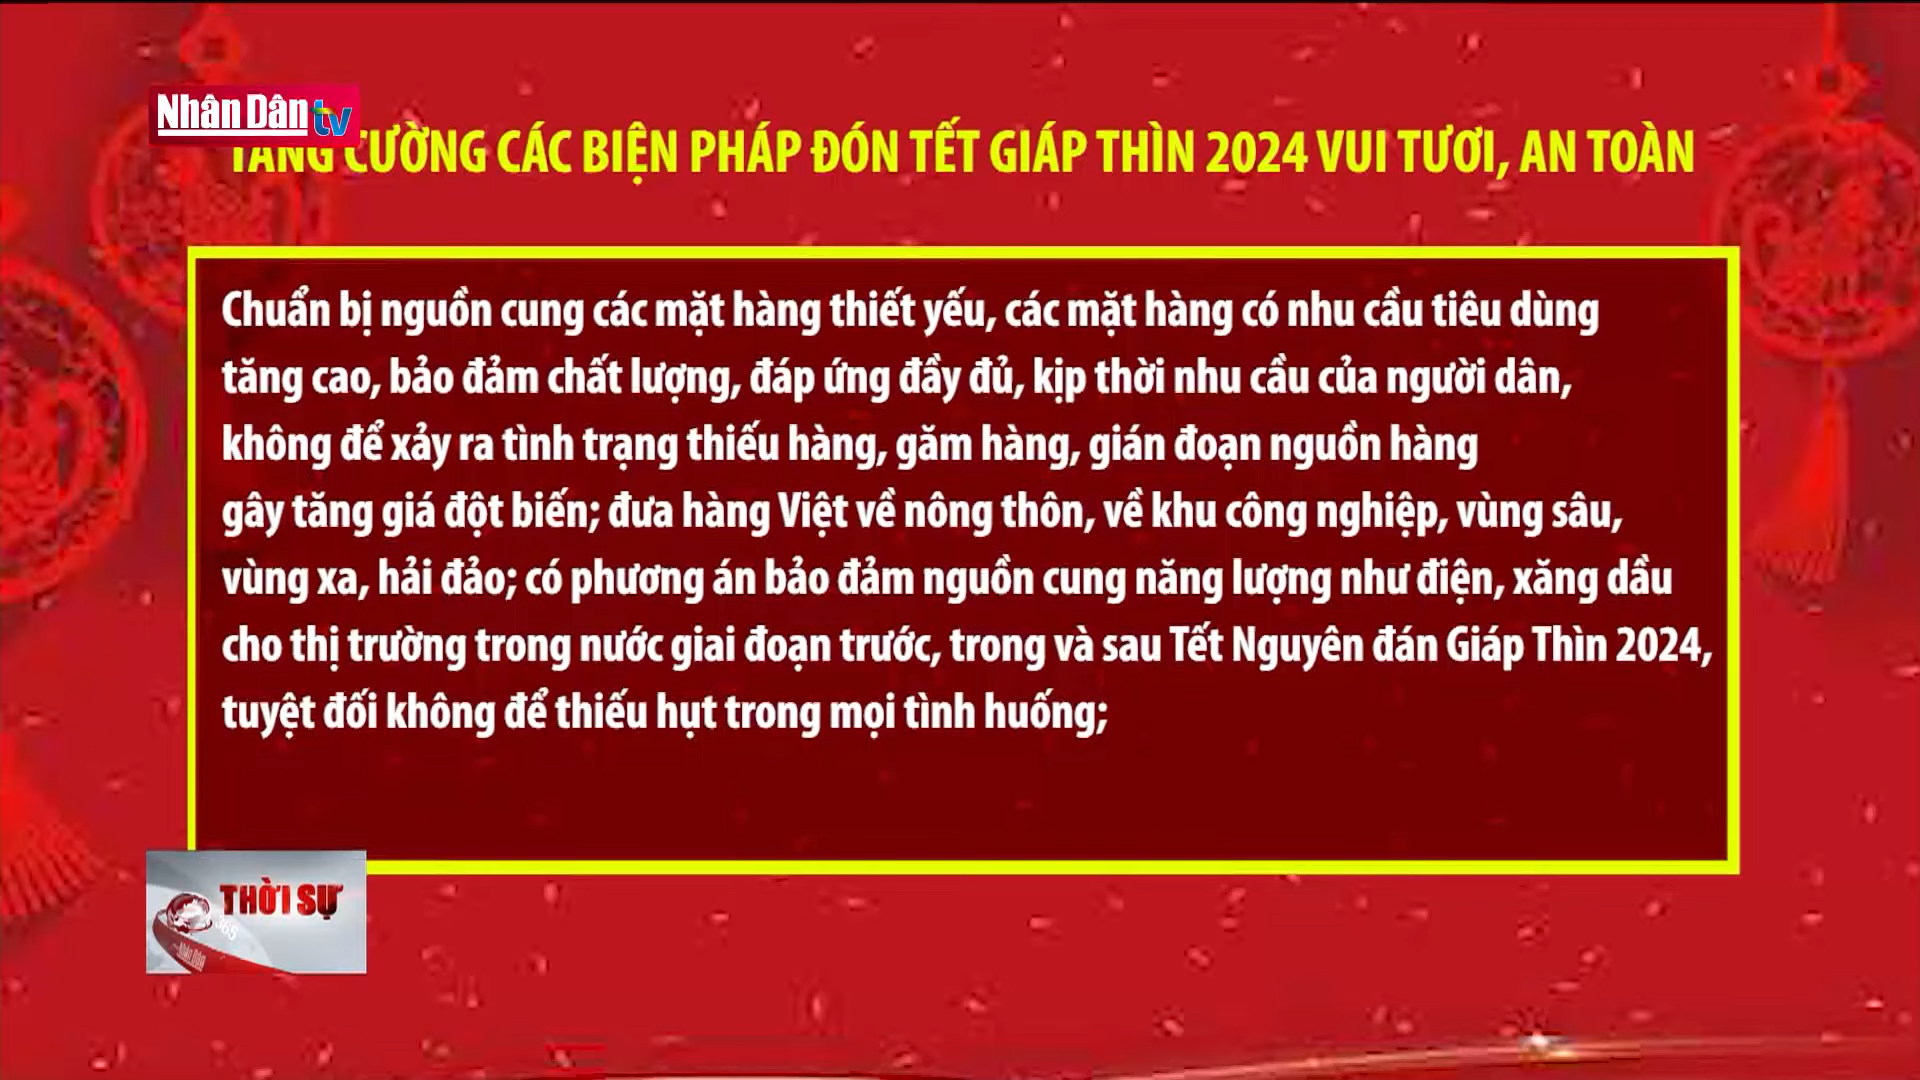 Nhân Dân tv
TĂNG CƯỜNG CÁC BIỆN PHÁP ĐÓN TẾT GIÁP THÌN 2024 VUI TƯƠI, AN TOÀN
Chuẩn bị nguồn cung các mặt hàng thiết yếu, các mặt hàng có nhu cầu tiêu dùng
tăng cao, bảo đảm chất lượng, đáp ứng đầy đủ, kịp thời nhu cầu của người dân,
không để xảy ra tình trạng thiếu hàng, găm hàng, gián đoạn nguồn hàng
gây tăng giá đột biến; đưa hàng Việt về nông thôn, về khu công nghiệp, vùng sâu,
vùng xa, hải đảo; có phương án bảo đảm nguồn cung năng lượng như điện, xăng dầu
cho thị trường trong nước giai đoạn trước, trong và sau Tết Nguyên đán Giáp Thìn 2024,
tuyệt đối không để thiếu hụt trong mọi tình huống;
THỜI SỰ
365
Nhân Dân